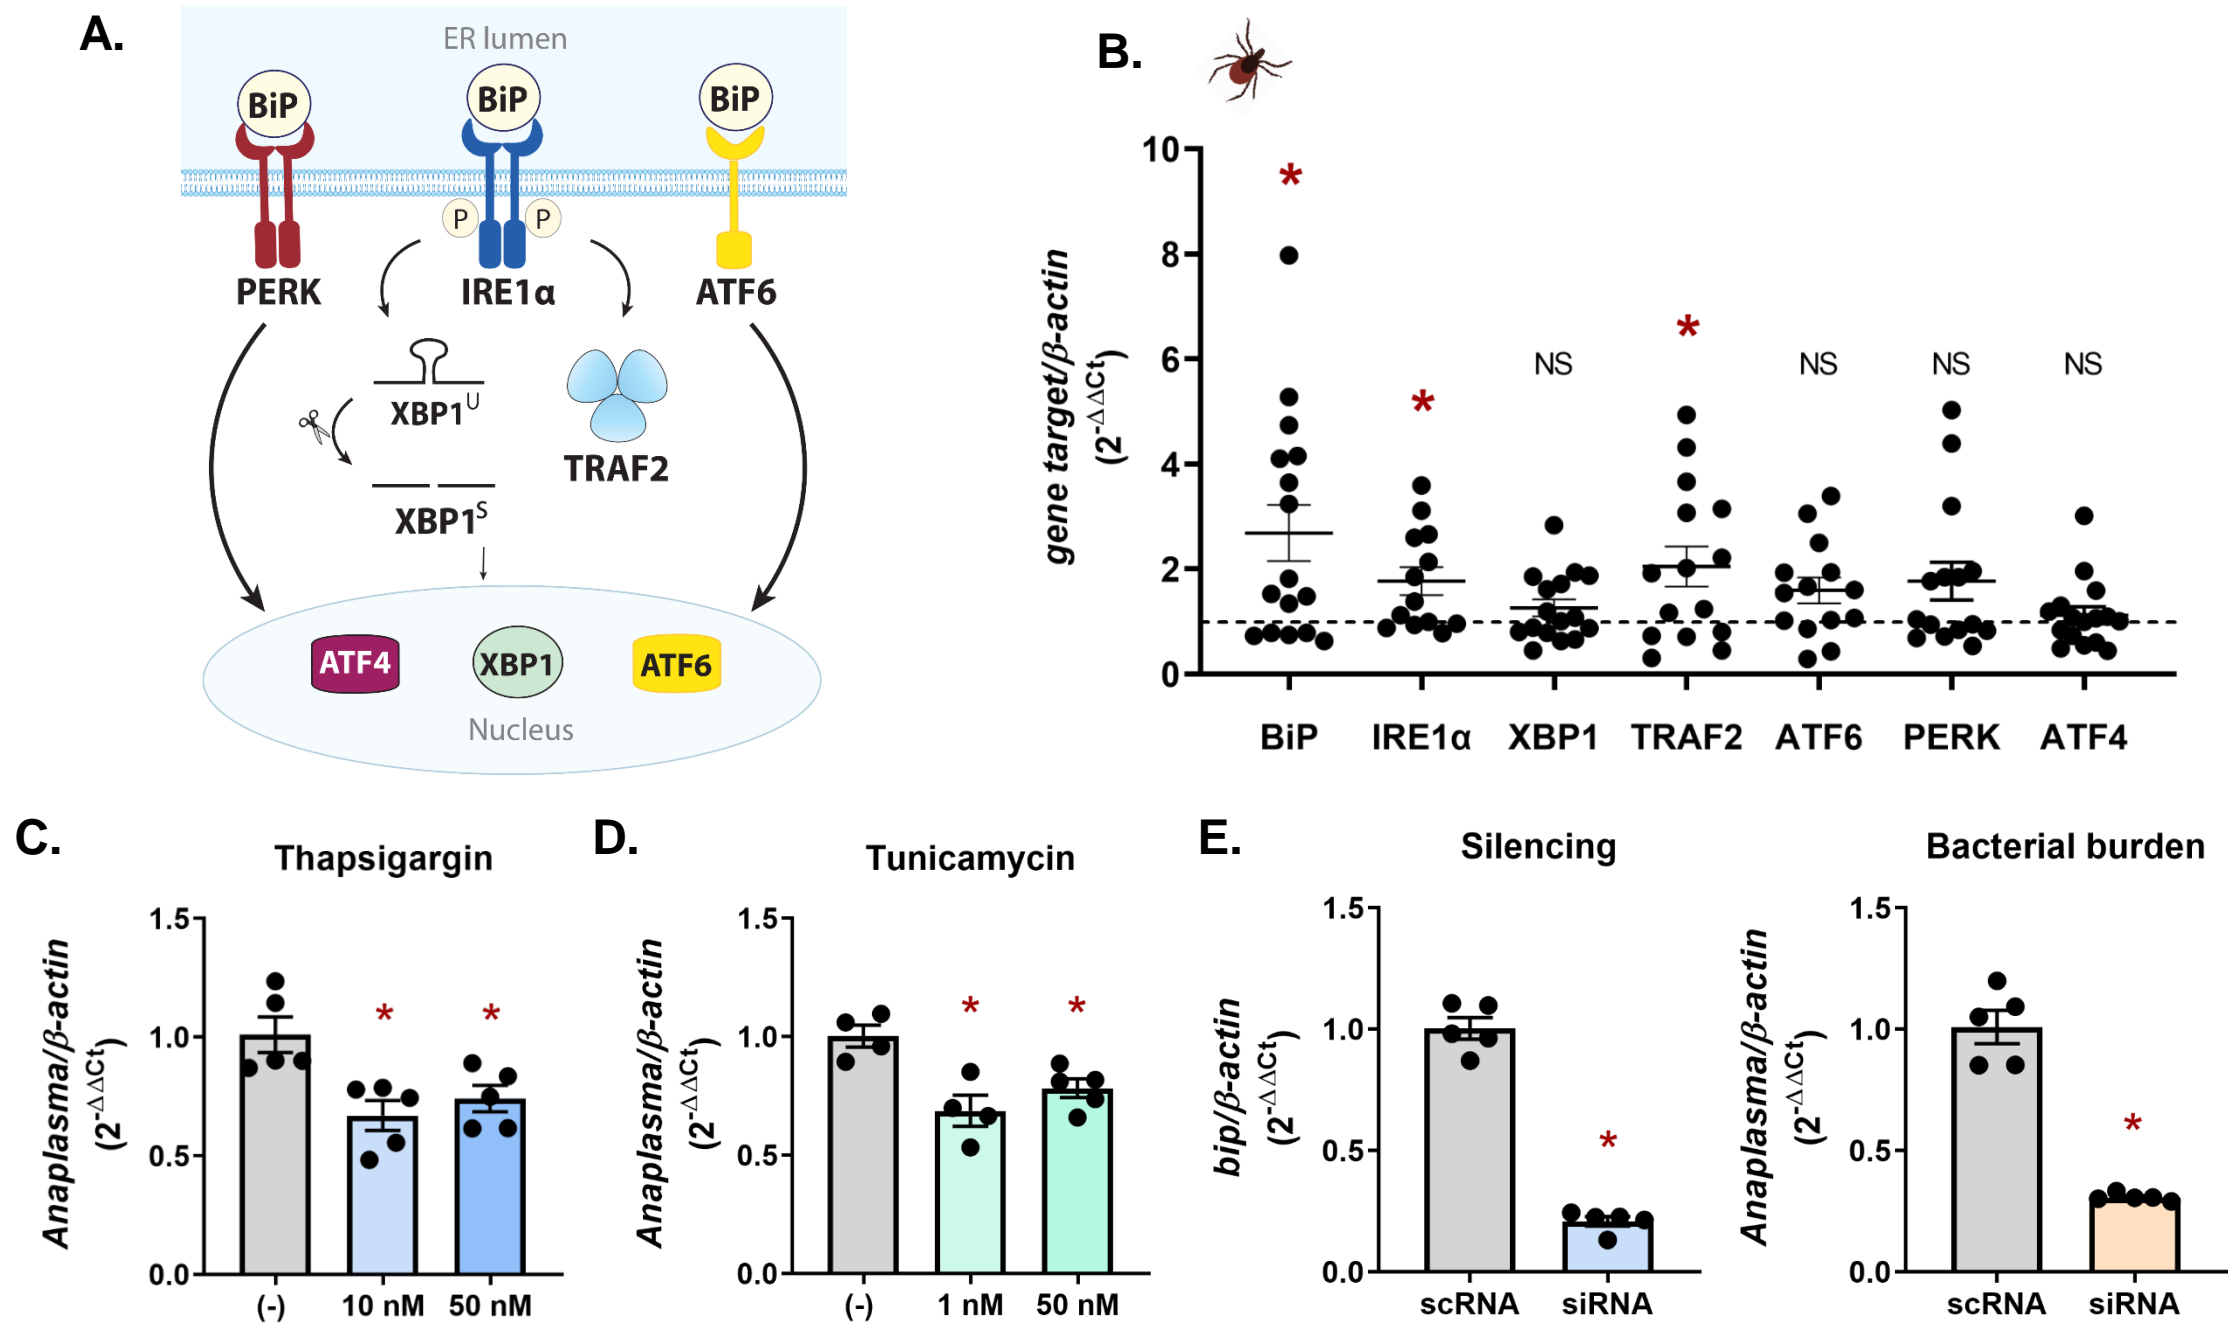 A.
ER lumen
BiP
BiP
BiP
P
P
PERK
IRE1α
ATF6
XBP1U
TRAF2
XBP1S
ATF4
XBP1
ATF6
Nucleus
B.
gene target/β-actin
(2-ΔΔCt)
10
8
6
4
2
0
*
*
NS
*
NS
NS
NS
BiP
IRE1α
XBP1
TRAF2
ATF6
PERK
ATF4
C.
Thapsigargin
Anaplasma/β-actin
(2-ΔΔCt)
1.5
1.0
0.5
0.0
*
*
(-)
10 nM
50 nM
D.
Tunicamycin
Anaplasma/β-actin
(2-ΔΔCt)
1.5
1.0
0.5
0.0
*
*
(-)
1 nM
50 nM
E.
Silencing
bip/β-actin
(2-ΔΔCt)
1.5
1.0
0.5
0.0
*
scRNA
siRNA
Bacterial burden
Anaplasma/β-actin
(2-ΔΔCt)
1.5
1.0
0.5
0.0
*
scRNA
siRNA